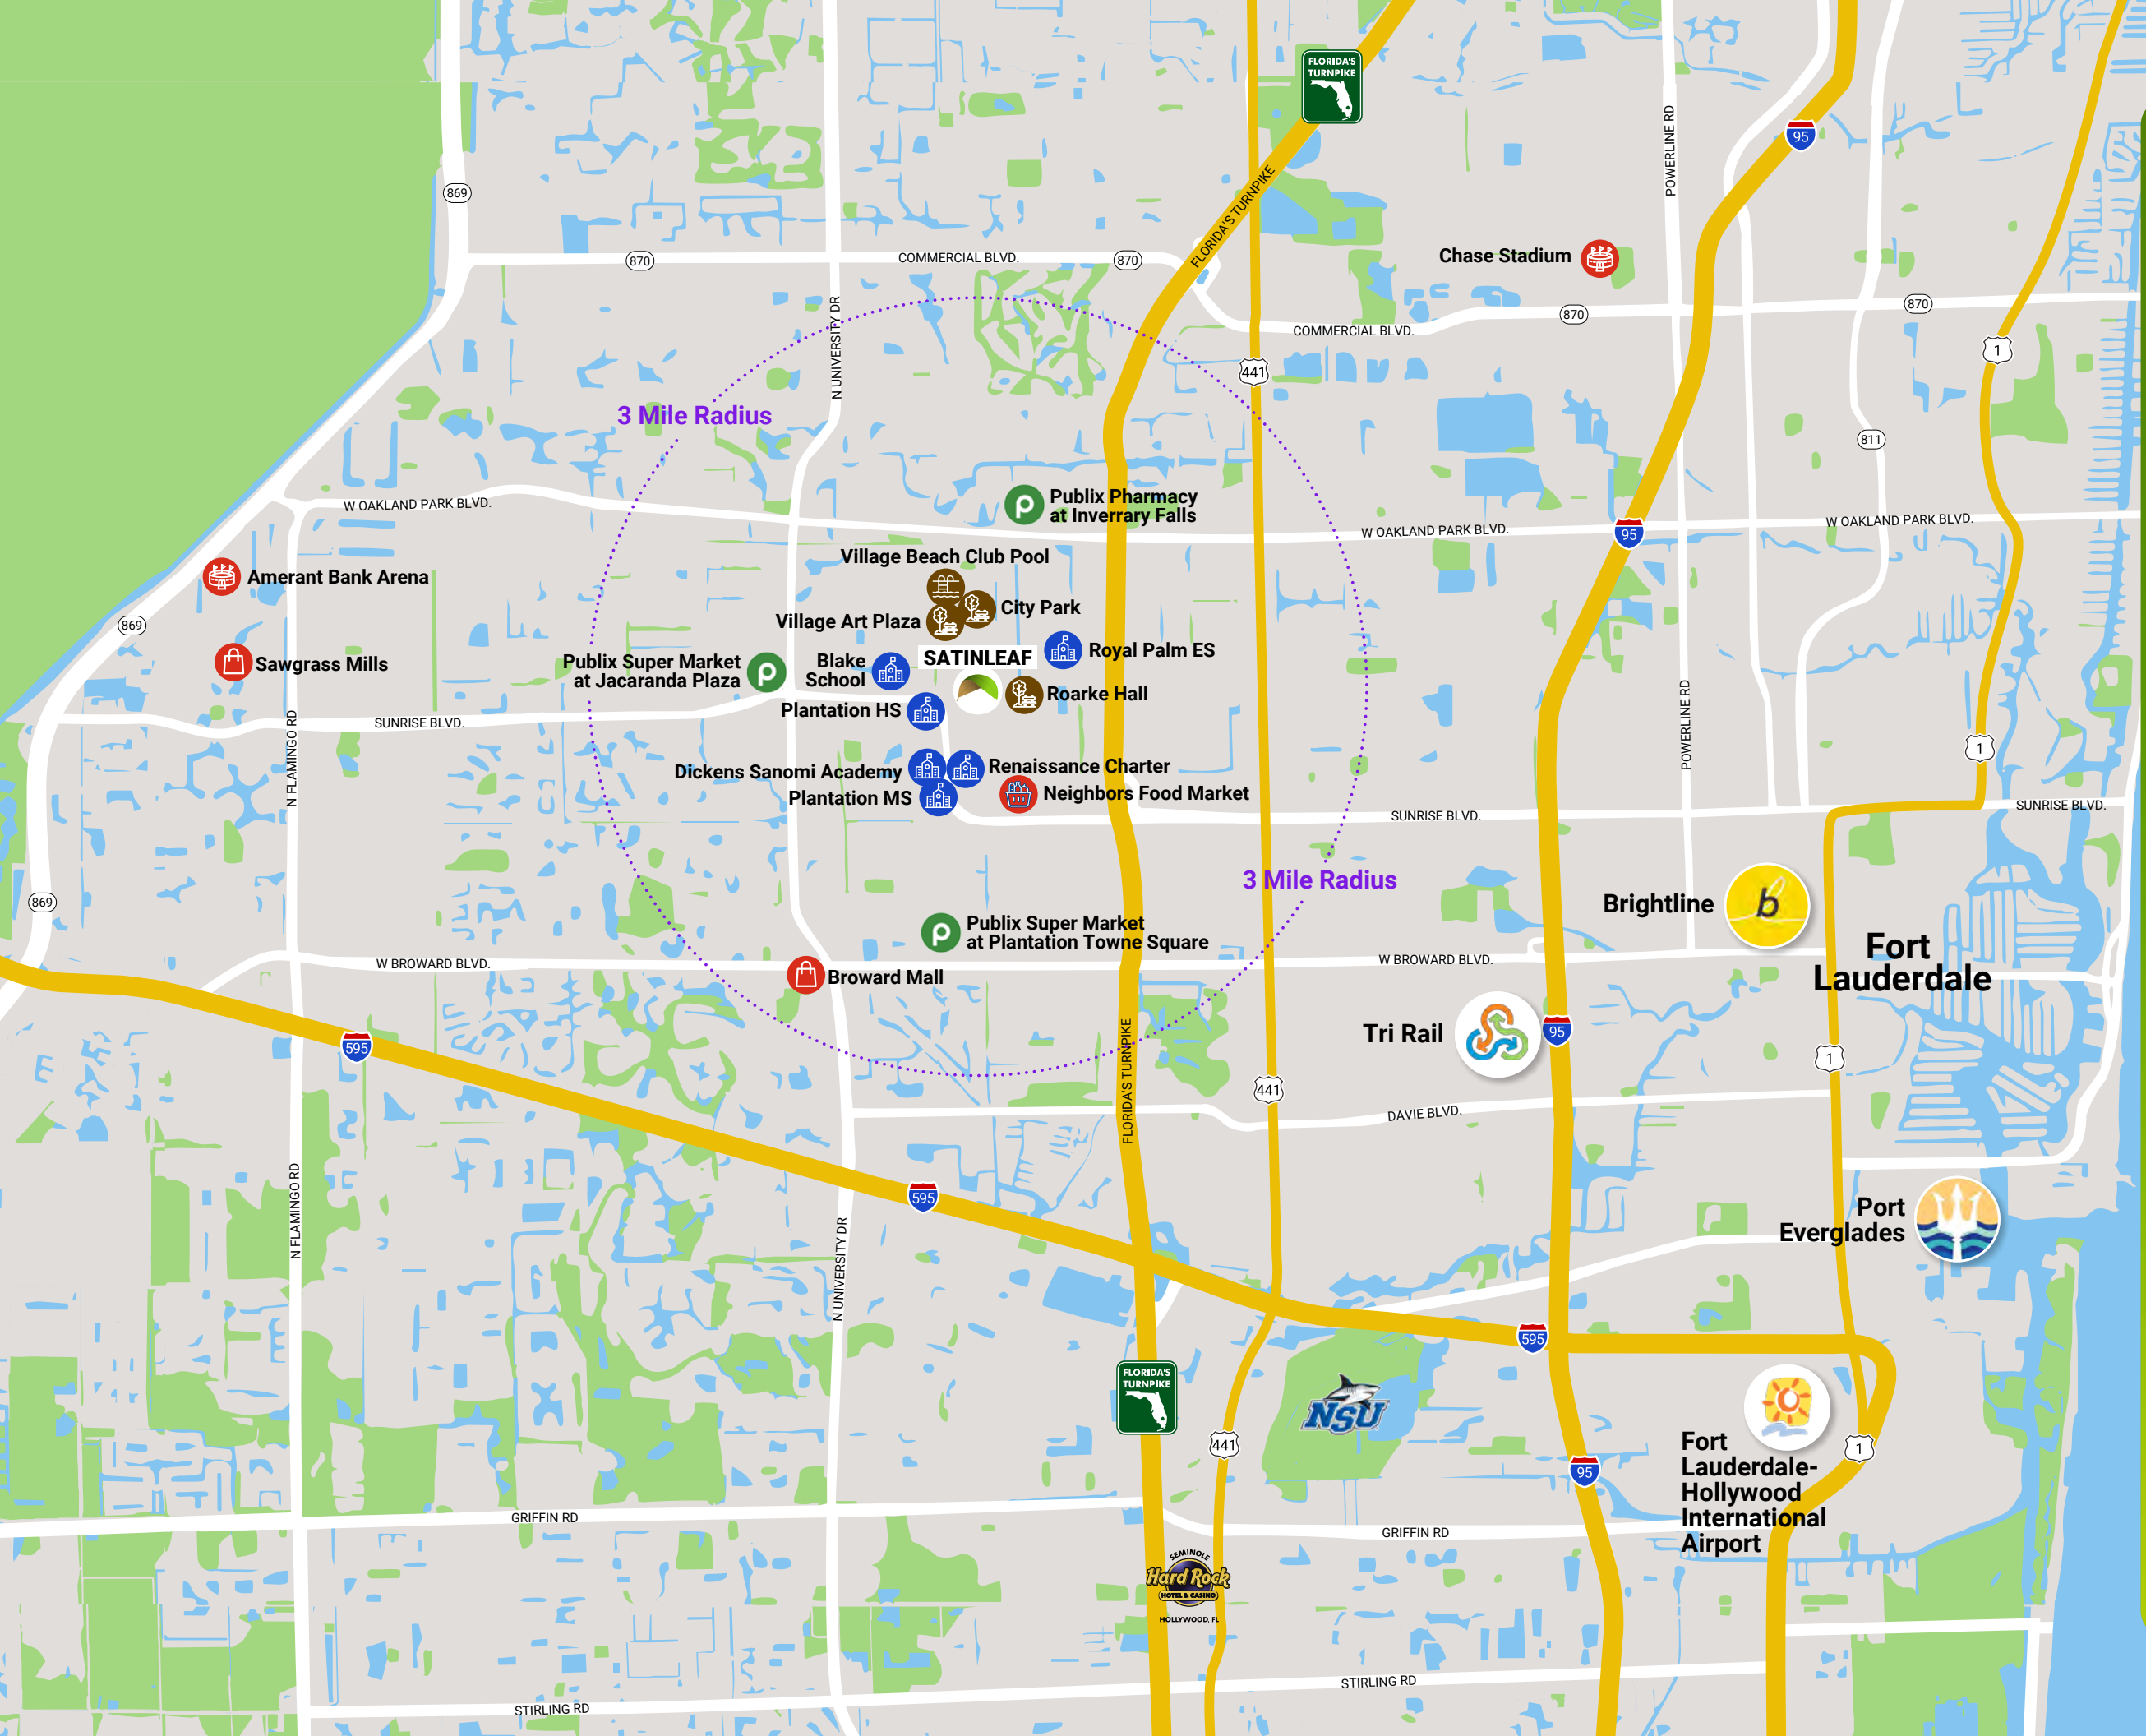 FLORIDA'S
TURNPIKE
95
POWERLINE RD
869
FLORIDA'S TURNPIKE
870
COMMERCIAL BLVD.
870
Chase Stadium
870
870
COMMERCIAL BLVD.
N UNIVERSITY DR
1
441
3 Mile Radius
811
W OAKLAND PARK BLVD.
Publix Pharmacy
at Inverrary Falls
W OAKLAND PARK BLVD.
W OAKLAND PARK BLVD.
95
Village Beach Club Pool
Amerant Bank Arena
City Park
Village Art Plaza
869
Royal Palm ES
SATINLEAF
Sawgrass Mills
Publix Super Market
at Jacaranda Plaza
Blake
School
Roarke Hall
Plantation HS
SUNRISE BLVD.
N FLAMINGO RD
POWERLINE RD
1
Dickens Sanomi Academy
Renaissance Charter
Plantation MS
Neighbors Food Market
SUNRISE BLVD.
SUNRISE BLVD.
3 Mile Radius
869
Brightline
b
Publix Super Market
at Plantation Towne Square
Fort
Lauderdale
W BROWARD BLVD.
W BROWARD BLVD.
Broward Mall
Tri Rail
95
595
1
FLORIDA'S TURNPIKE
441
DAVIE BLVD.
595
N FLAMINGO RD
N UNIVERSITY DR
Port
Everglades
595
FLORIDA'S
TURNPIKE
NSU
441
1
95
Fort
Lauderdale-
Hollywood
International
Airport
GRIFFIN RD
GRIFFIN RD
SEMINOLE
Hard Rock
HOTEL & CASINO
HOLLYWOOD, FL
STIRLING RD
STIRLING RD